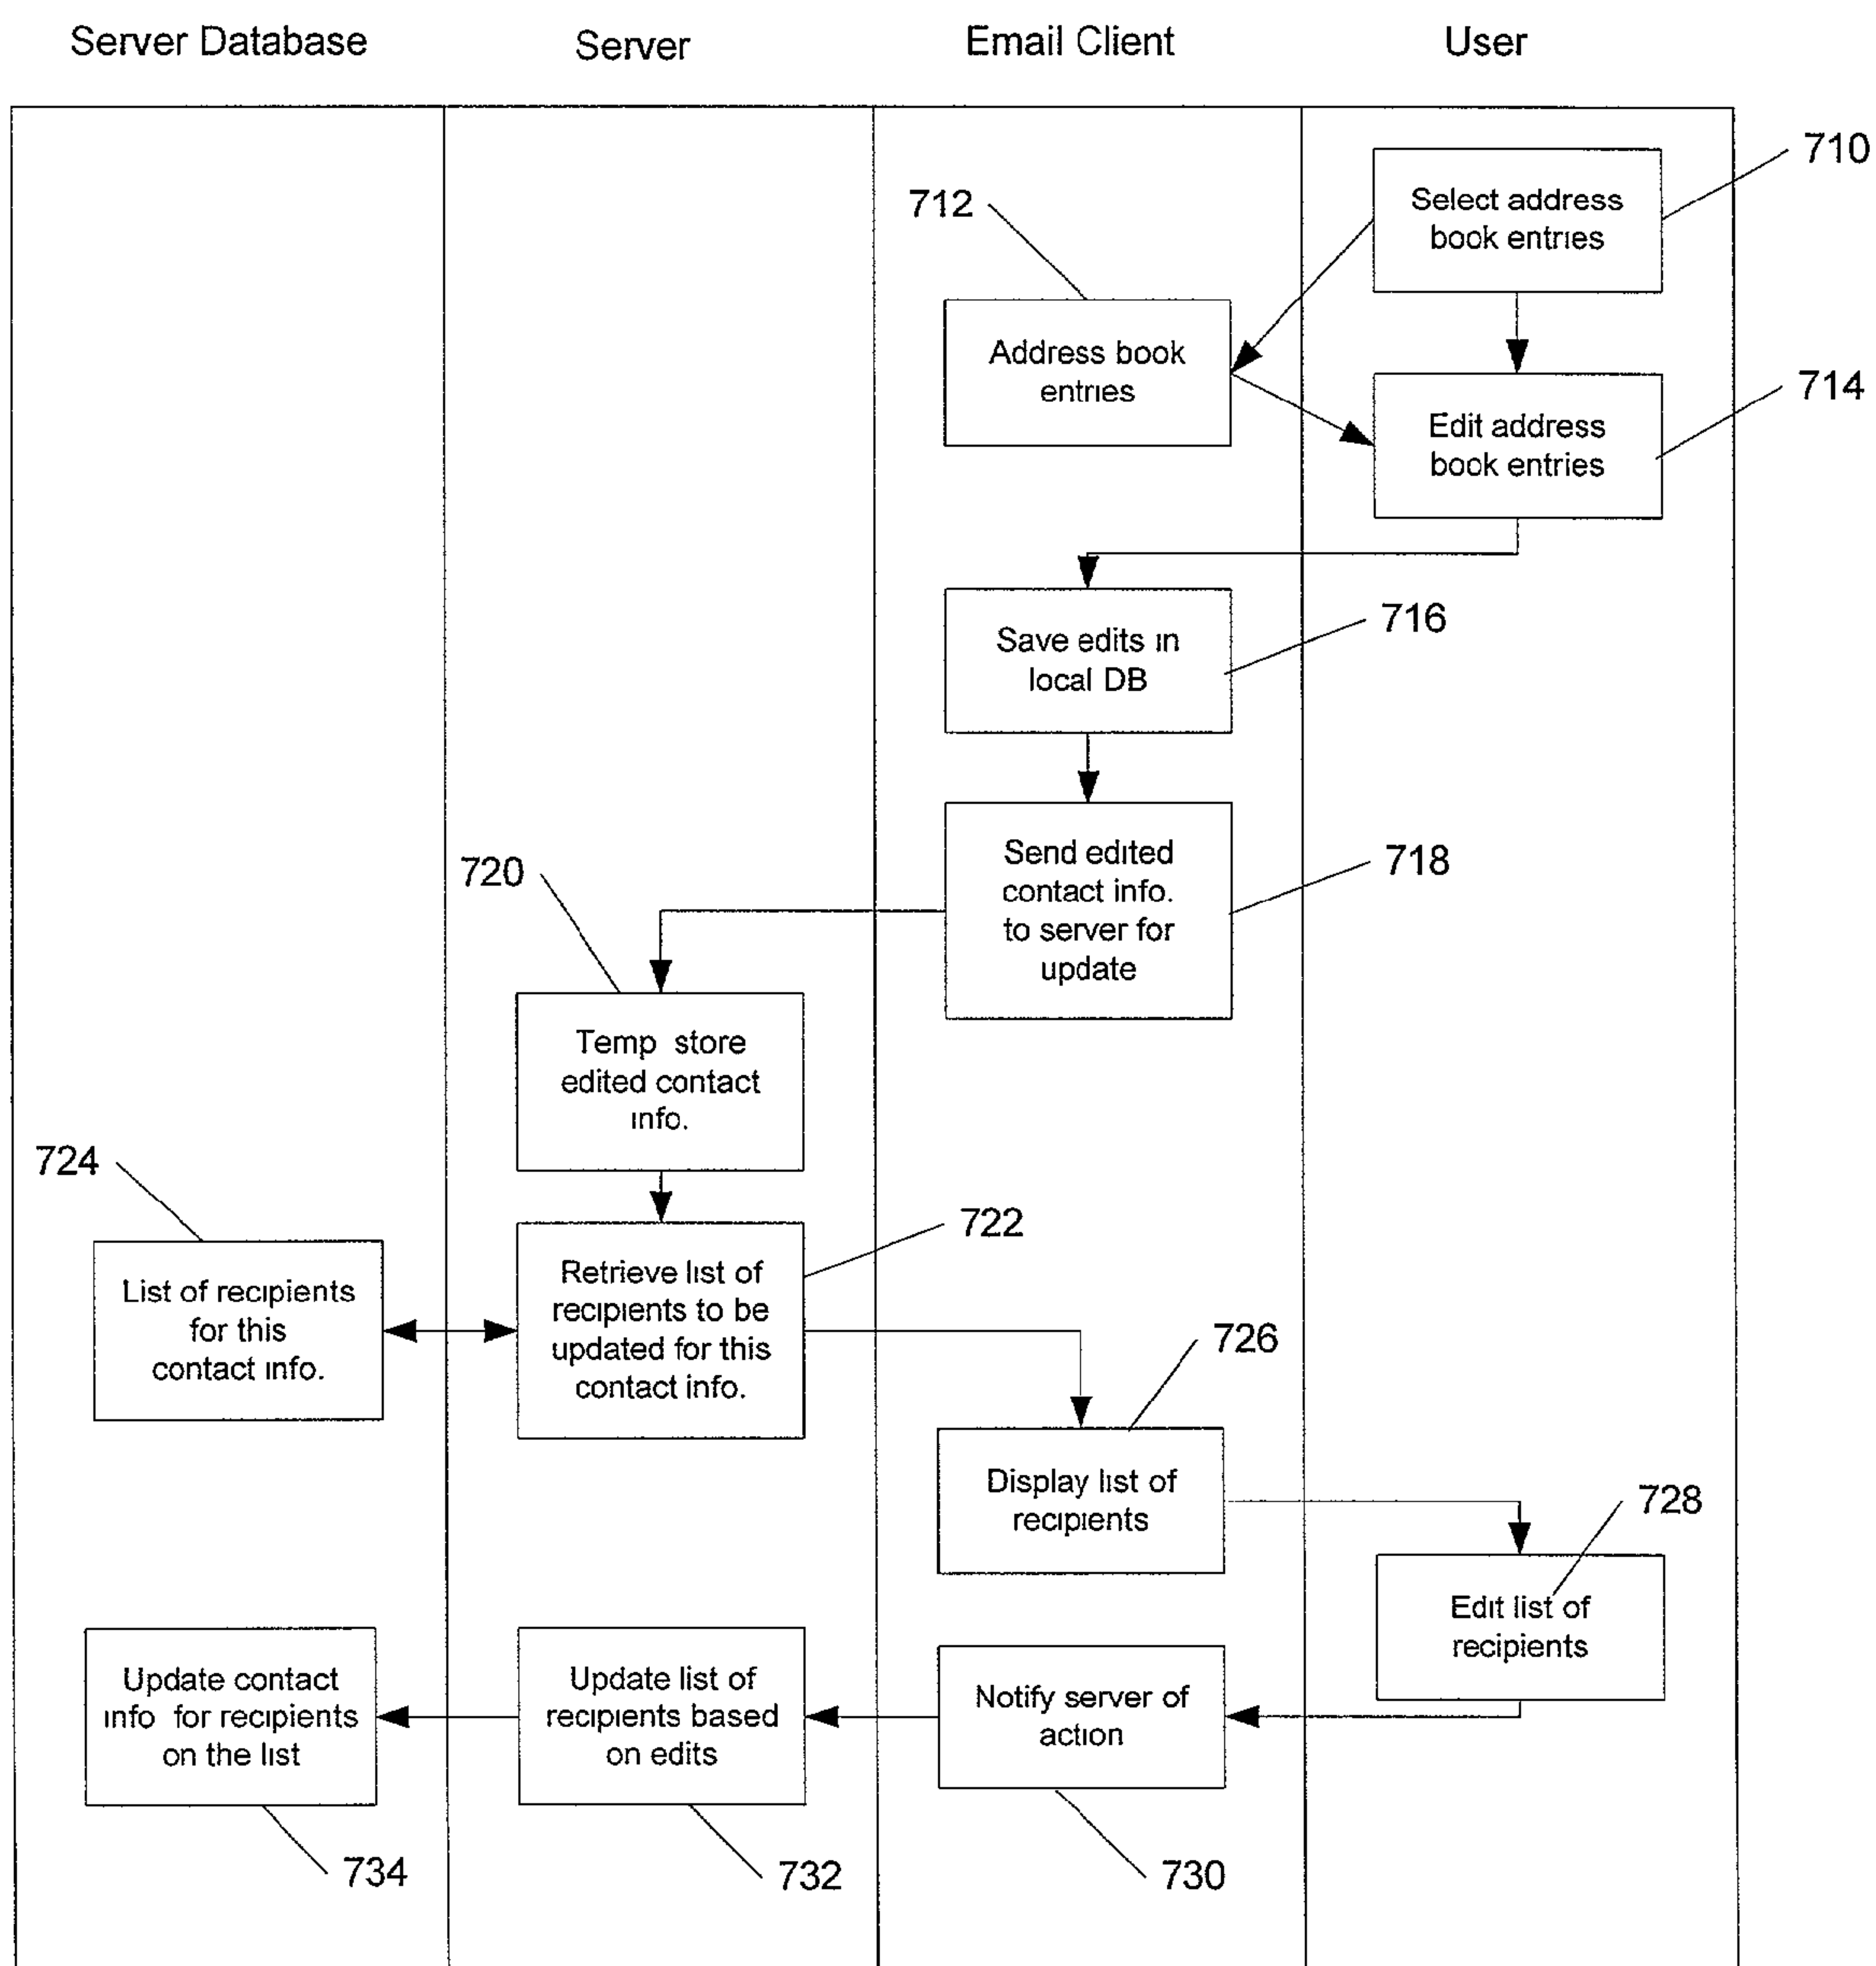 Server Database
Server
Email Client
User
710
Select address
book entries
712
Address book
entries
714
Edit address
book entries
716
Save edits in
local DB
718
Send edited
contact info.
to server for
update
720
Temp store
edited contact
info.
724
List of recipients
for this
contact info.
722
Retrieve list of
recipients to be
updated for this
contact info.
726
Display list of
recipients
728
Edit list of
recipients
Update contact
info for recipients
on the list
Update list of
recipients based
on edits
Notify server of
action
734
732
730